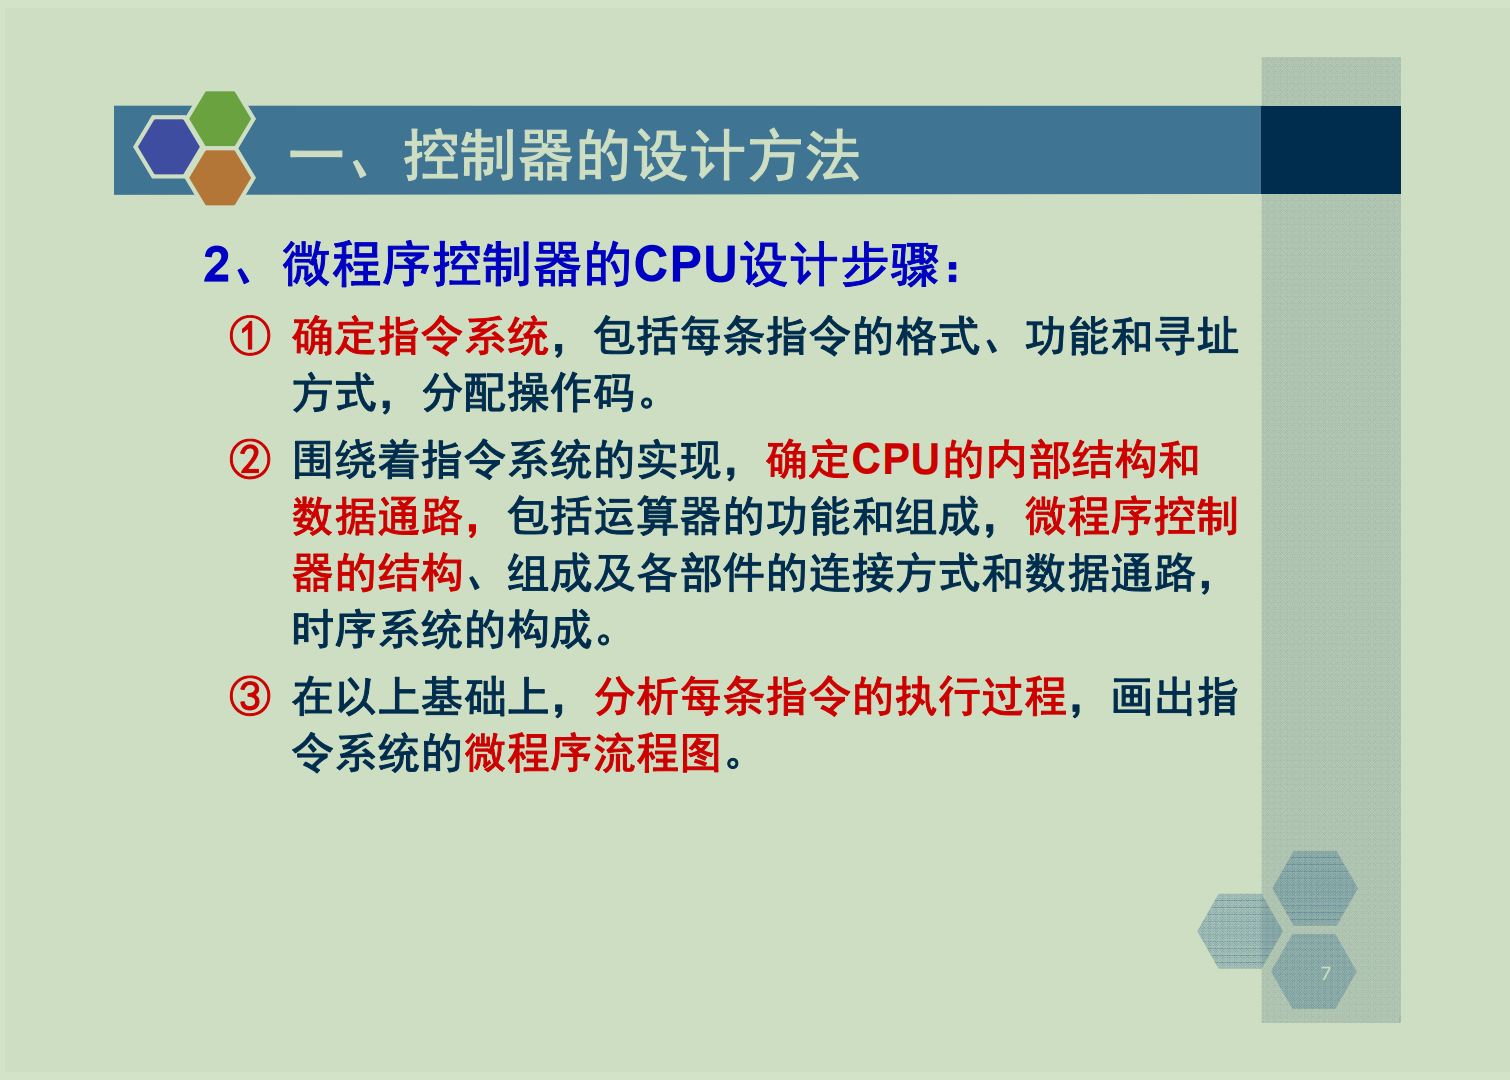 一、控制器的设计方法
2、微程序控制器的CPU设计步骤：
① 确定指令系统，包括每条指令的格式、功能和寻址
方式，分配操作码。
② 围绕着指令系统的实现，确定CPU的内部结构和
数据通路，包括运算器的功能和组成，微程序控制
器的结构、组成及各部件的连接方式和数据通路，
时序系统的构成。
③ 在以上基础上，分析每条指令的执行过程，画出指
令系统的微程序流程图。
7